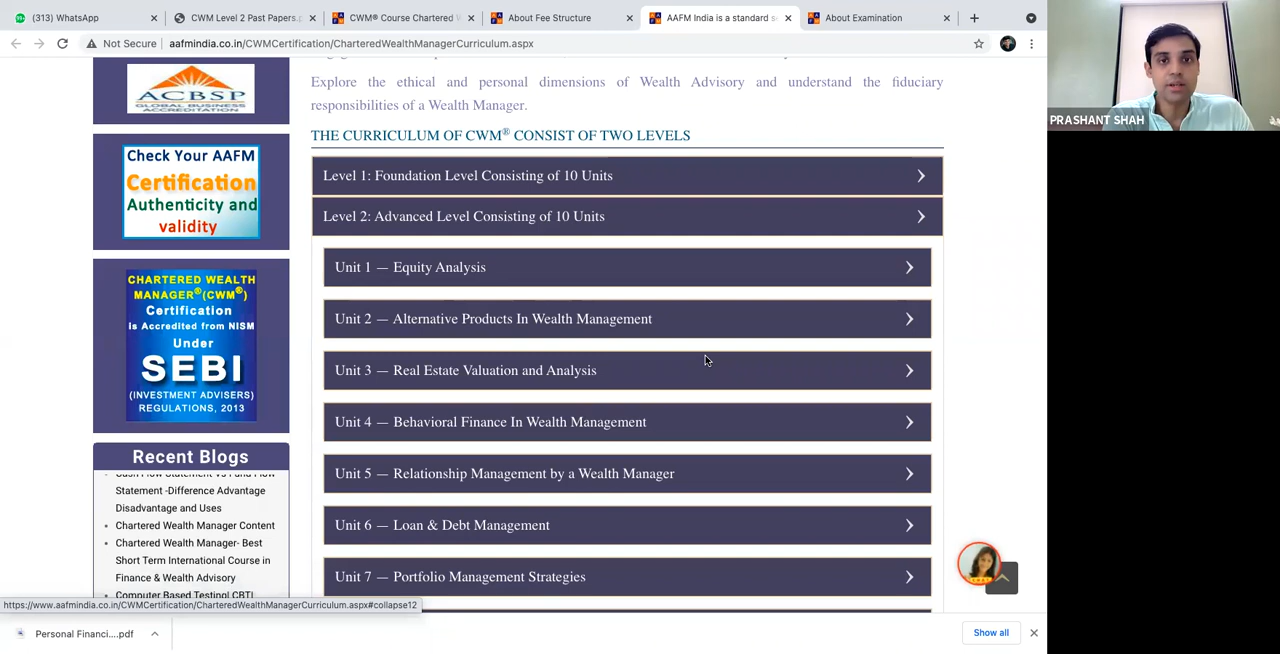 (313) WhatsApp
CWM Level 2 Past Papers.p
CWM® Course Chartered W
About Fee Structure
AAFM India is a standard s
About Examination
Not Secure
aafmindia.co.in/CWMCertification/CharteredWealthManagerCurriculum.aspx
PRASHANT SHAH
ACBSP
GLOBAL BUSINESS
ACCREDITATION
Explore the ethical and personal dimensions of Wealth Advisory and understand the fiduciary
responsibilities of a Wealth Manager.
THE CURRICULUM OF CWM® CONSIST OF TWO LEVELS
Level 1: Foundation Level Consisting of 10 Units
Level 2: Advanced Level Consisting of 10 Units
Unit 1 — Equity Analysis
Unit 2 — Alternative Products In Wealth Management
Unit 3 — Real Estate Valuation and Analysis
Unit 4 — Behavioral Finance In Wealth Management
Unit 5 — Relationship Management by a Wealth Manager
Unit 6 — Loan & Debt Management
Unit 7 — Portfolio Management Strategies
Check Your AAFM
Certification
Authenticity and
validity
CHARTERED WEALTH
MANAGER®(CWM®)
Certification
is Accredited from NISM
Under
SEBI
(INVESTMENT ADVISERS)
REGULATIONS, 2013
Recent Blogs
Statement -Difference Advantage
Disadvantage and Uses
Chartered Wealth Manager Content
Chartered Wealth Manager- Best
Short Term International Course in
Finance & Wealth Advisory
Computer Based Testing( CBT)
https://www.aafmindia.co.in/CWMCertification/CharteredWealthManagerCurriculum.aspx#collapse12
Personal Financi....pdf
Show all